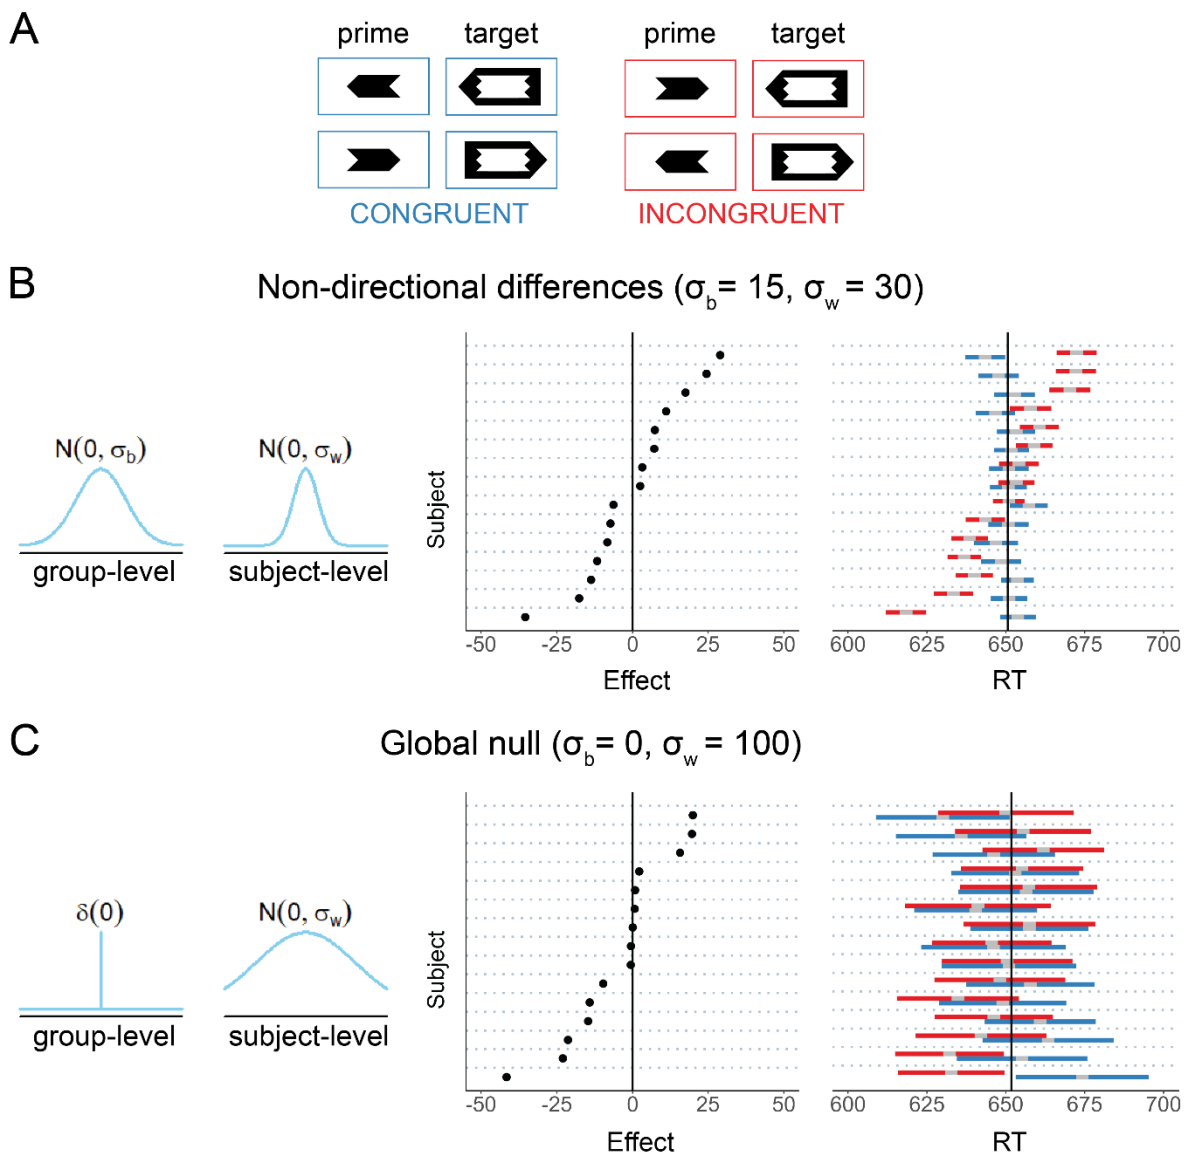 A
prime target prime target
CONGRUENT INCONGRUENT
B
Non-directional differences (σb= 15, σw = 30)
N(0, σb) N(0, σw)
group-level subject-level
Subject
-50 -25 0 25 50
Effect
600 625 650 675 700
RT
C
Global null (σb= 0, σw = 100)
δ(0) N(0, σw)
group-level subject-level
Subject
-50 -25 0 25 50
Effect
600 625 650 675 700
RT